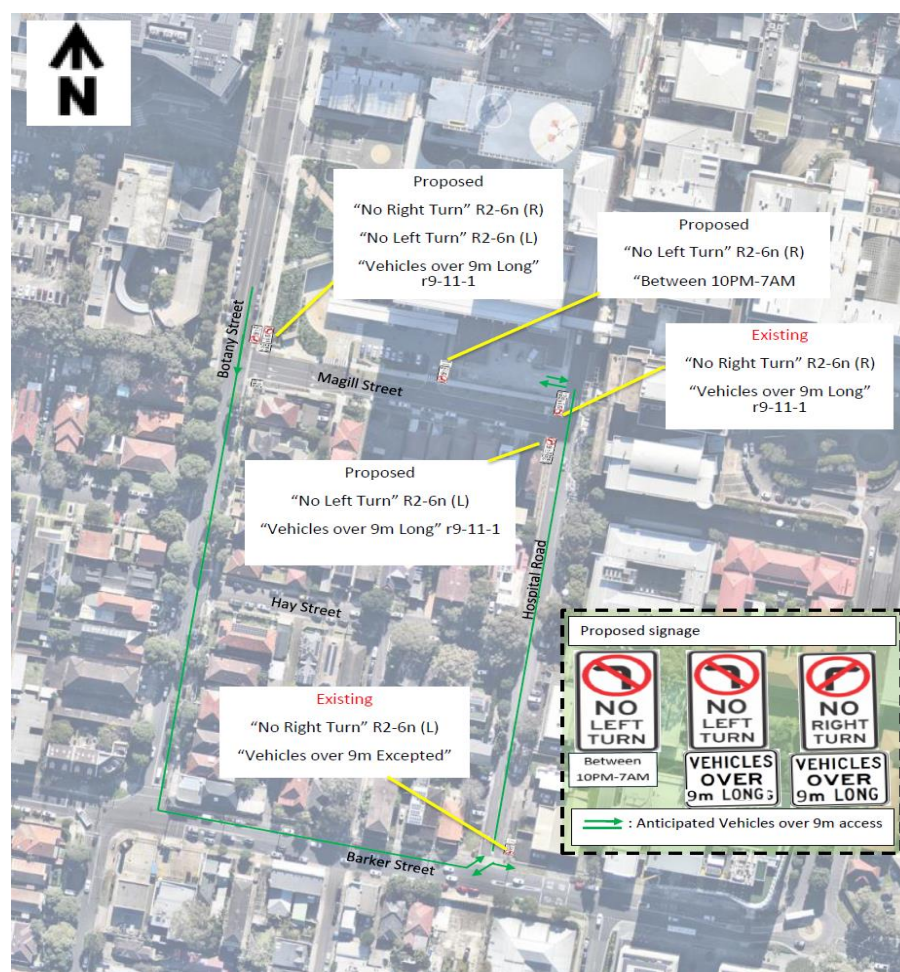 N
Proposed
“No Right Turn” R2-6n (R)
“No Left Turn” R2-6n (L)
“Vehicles over 9m Long”
r9-11-1
Proposed
“No Left Turn” R2-6n (R)
“Between 10PM-7AM
Existing
“No Right Turn” R2-6n (R)
“Vehicles over 9m Long”
r9-11-1
Botany Street
Magill Street
Proposed
“No Left Turn” R2-6n (L)
“Vehicles over 9m Long” r9-11-1
Hospital Road
Hay Street
Existing
“No Right Turn” R2-6n (L)
“Vehicles over 9m Excepted”
Barker Street
Proposed signage
NO
LEFT
TURN
Between
10PM-7AM
NO
LEFT
TURN
VEHICLES
OVER
9m LONG
NO
RIGHT
TURN
VEHICLES
OVER
9m LONG
: Anticipated Vehicles over 9m access